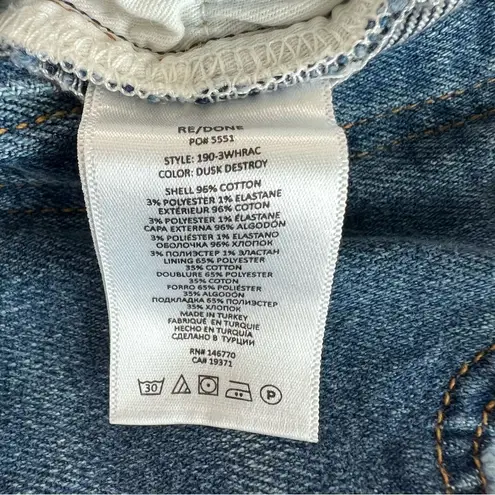 RE/DONE
PO# 5551
STYLE: 190-3WHRAC
COLOR: DUSK DESTROY
SHELL 96% COTTON
3% POLYESTER 1% ELASTANE
EXTÉRIEUR 96% COTON
3% POLYESTER 1% ÉLASTANE
CAPA EXTERNA 96% ALGODÓN
3% POLIÉSTER 1% ELASTANO
ОБОЛОЧКА 96% ХЛОПОК
3% ПОЛИЭСТЕР 1% ЭЛАСТАН
LINING 65% POLYESTER
35% COTTON
DOUBLURE 65% POLYESTER
35% COTON
FORRO 65% POLIÉSTER
35% ALGODÓN
ПОДКЛАДКА 65% ПОЛИЭСТЕР
35% ХЛОПОК
MADE IN TURKEY
FABRIQUÉ EN TURQUIE
HECHO EN TURQUÍA
СДЕЛАНО В ТУРЦИИ
RN# 146770
CA# 19371
30 P